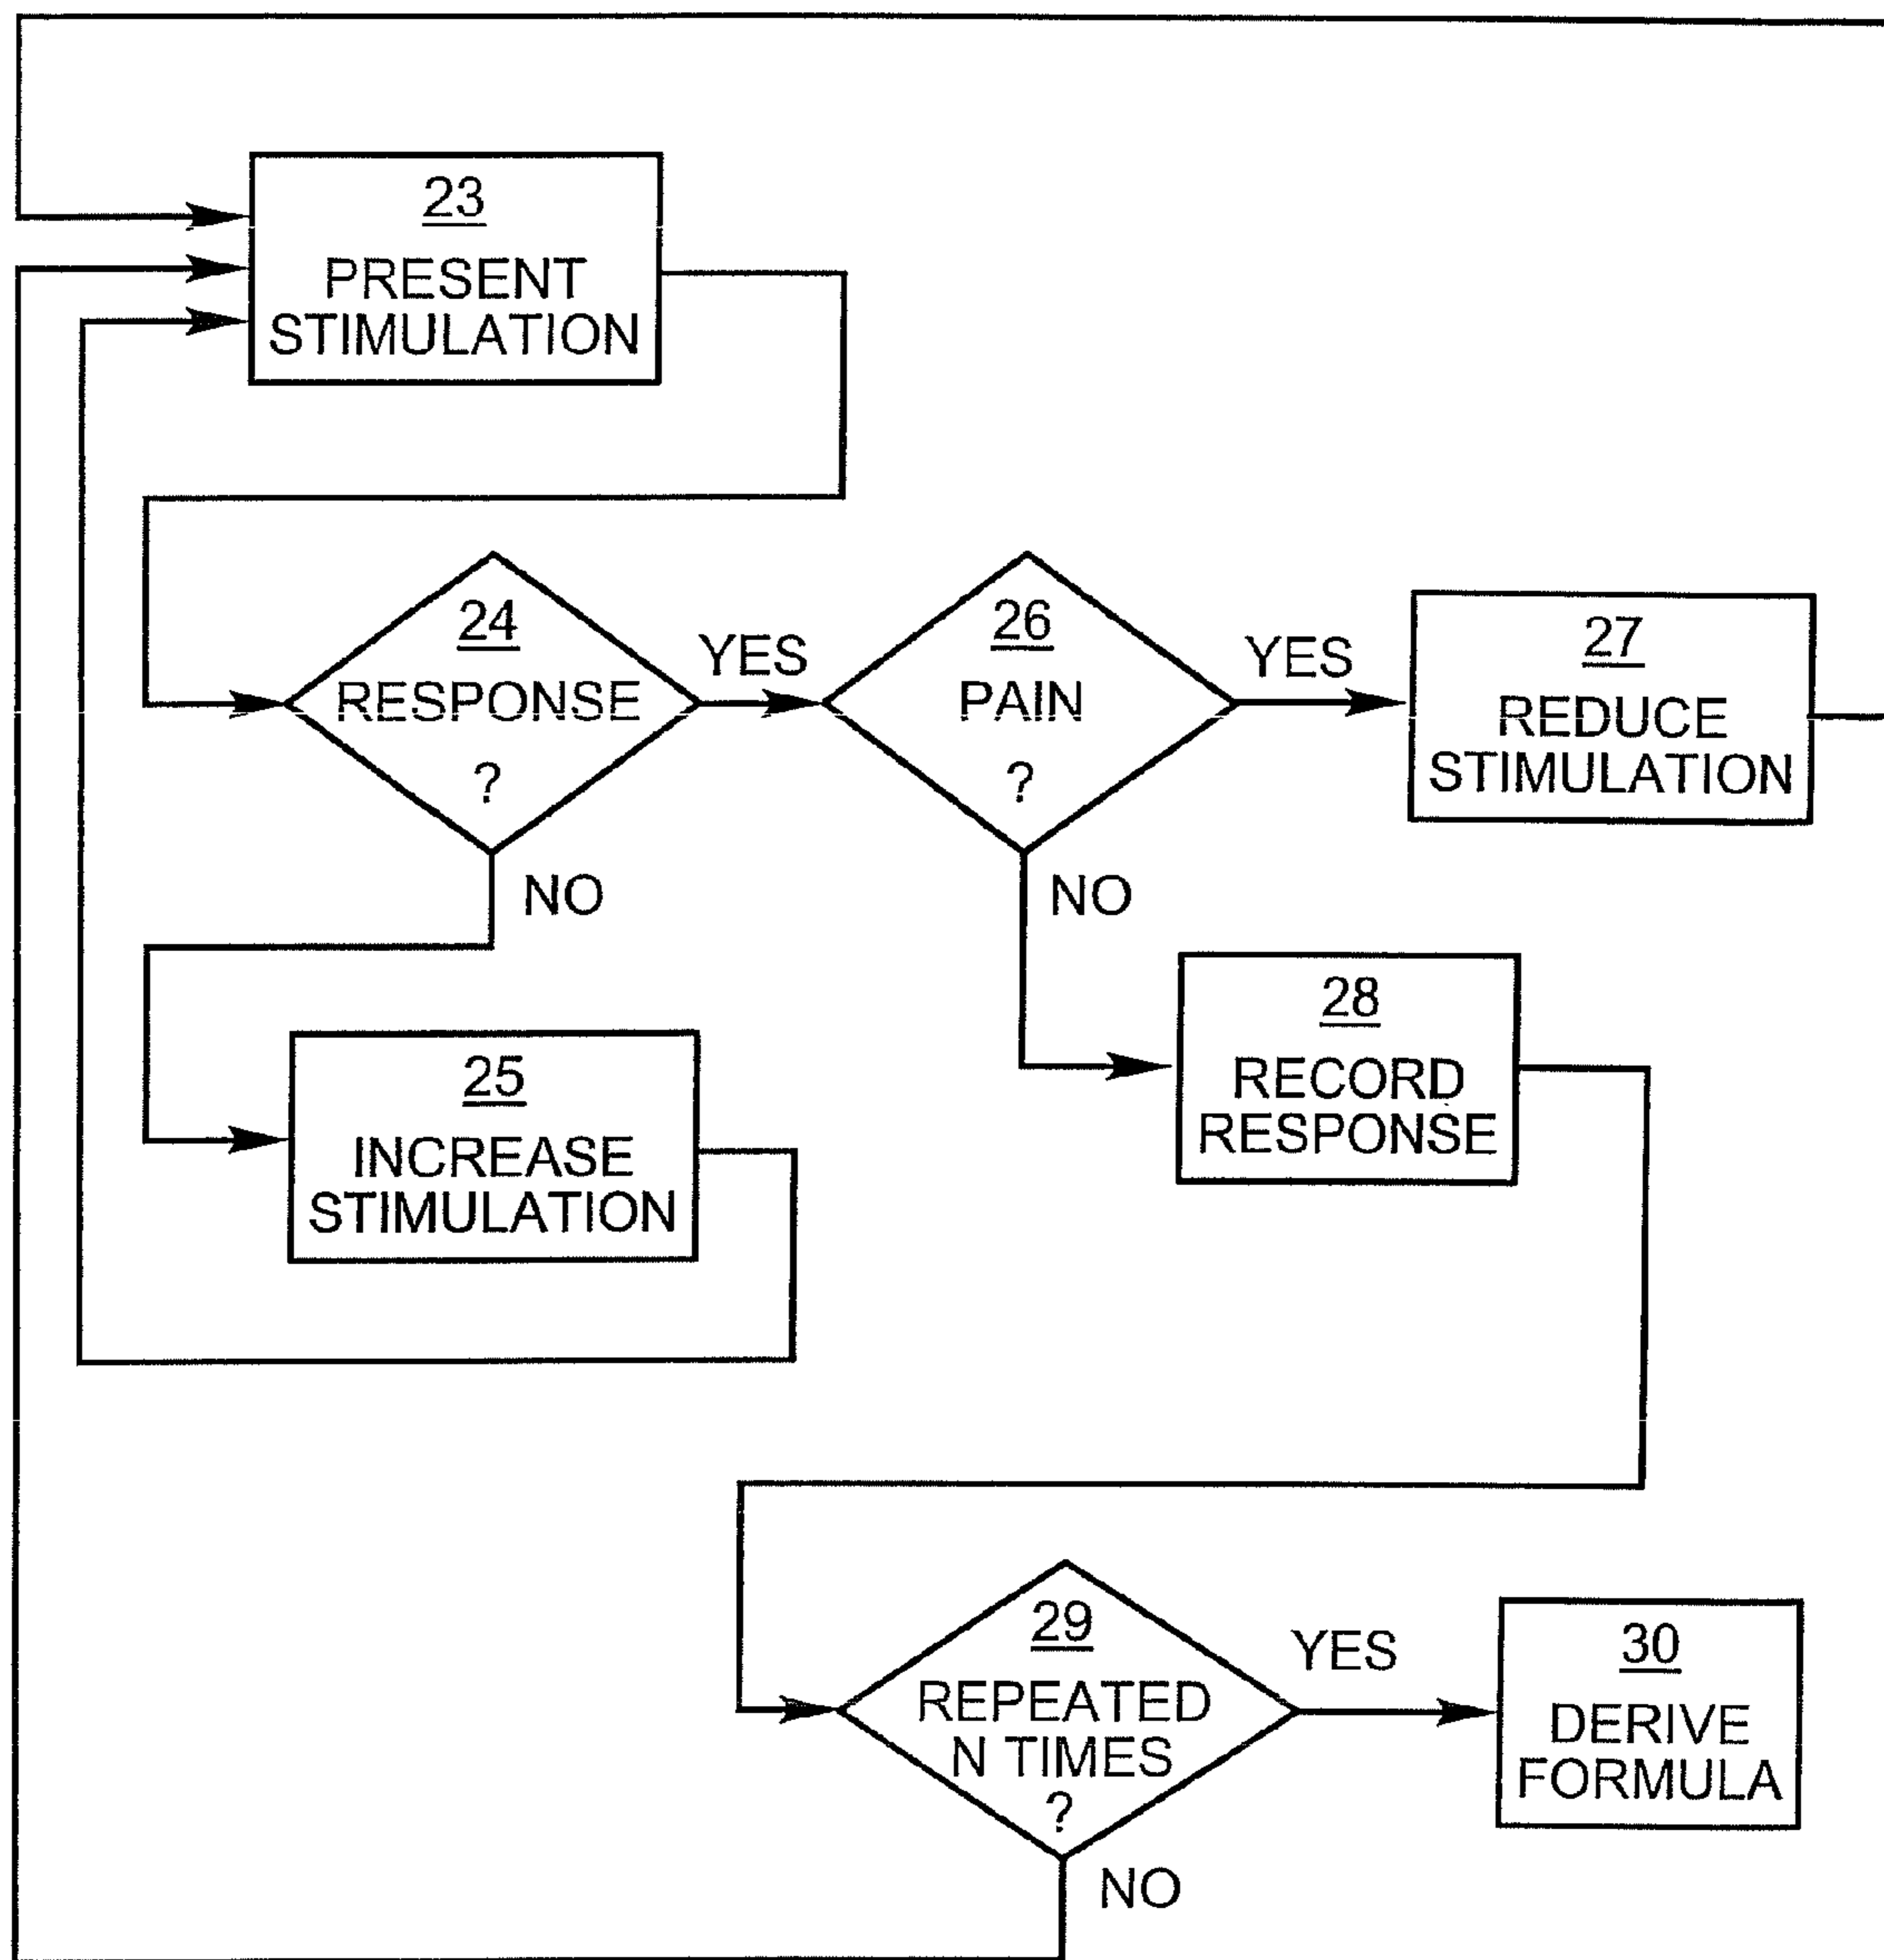 23
PRESENT
STIMULATION
24
RESPONSE
?
YES
26
PAIN
?
YES
27
REDUCE
STIMULATION
NO
NO
25
INCREASE
STIMULATION
28
RECORD
RESPONSE
29
REPEATED
N TIMES
?
YES
30
DERIVE
FORMULA
NO